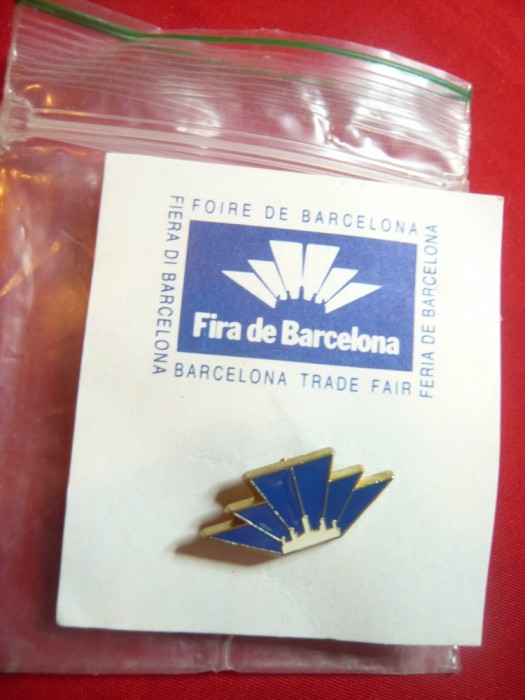 FOIRE DE BARCELONA
FIERA DI BARCELONA
Fira de Barcelona
FERIA DE BARCELONA
BARCELONA TRADE FAIR